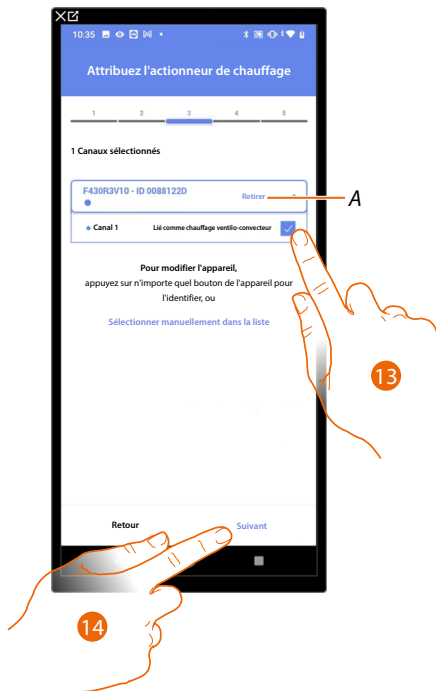 10:35
Attribuez l'actionneur de chauffage
1 2 3 4 5
1 Canaux sélectionnés
F430R3V10 - ID 0088122D
Retirer
A
Canal 1
Lié comme chauffage ventilo-convecteur
Pour modifier l'appareil,
appuyez sur n'importe quel bouton de l'appareil pour
l'identifier, ou
Sélectionner manuellement dans la liste
13
Retour
Suivant
14